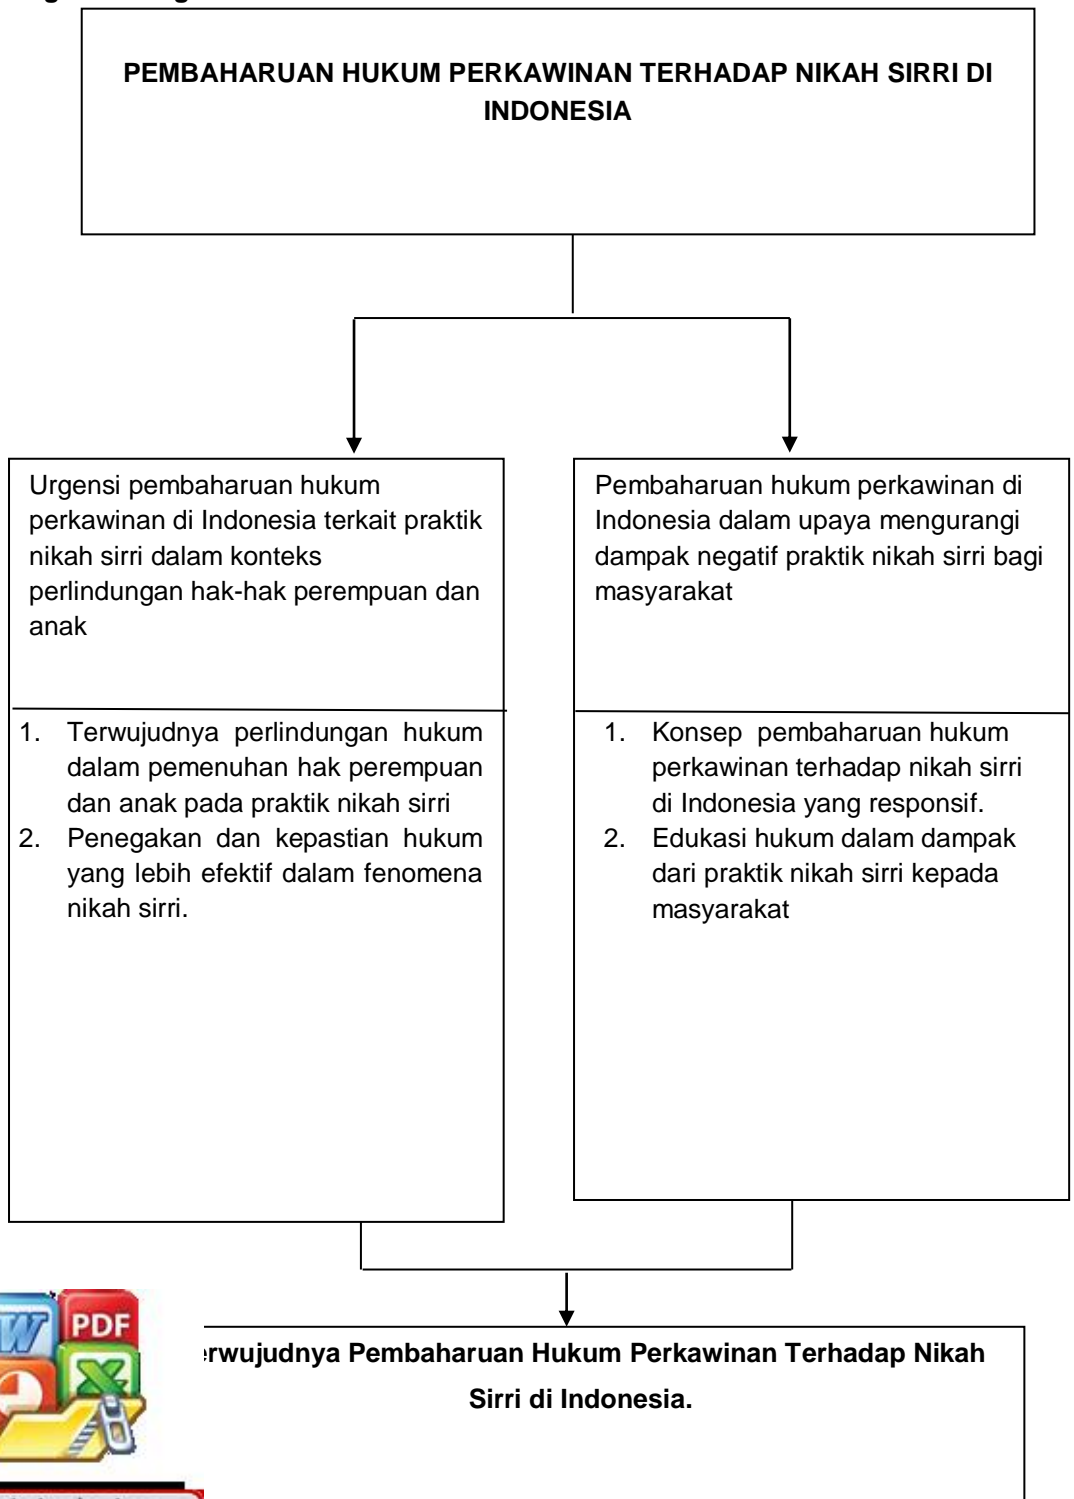 PEMBAHARUAN HUKUM PERKAWINAN TERHADAP NIKAH SIRRI DI
INDONESIA
Urgensi pembaharuan hukum
perkawinan di Indonesia terkait praktik
nikah sirri dalam konteks
perlindungan hak-hak perempuan dan
anak
1. Terwujudnya perlindungan hukum
dalam pemenuhan hak perempuan
dan anak pada praktik nikah sirri
2. Penegakan dan kepastian hukum
yang lebih efektif dalam fenomena
nikah sirri.
Pembaharuan hukum perkawinan di
Indonesia dalam upaya mengurangi
dampak negatif praktik nikah sirri bagi
masyarakat
1. Konsep pembaharuan hukum
perkawinan terhadap nikah sirri
di Indonesia yang responsif.
2. Edukasi hukum dalam dampak
dari praktik nikah sirri kepada
masyarakat
PDF
W
erwujudnya Pembaharuan Hukum Perkawinan Terhadap Nikah
Sirri di Indonesia.